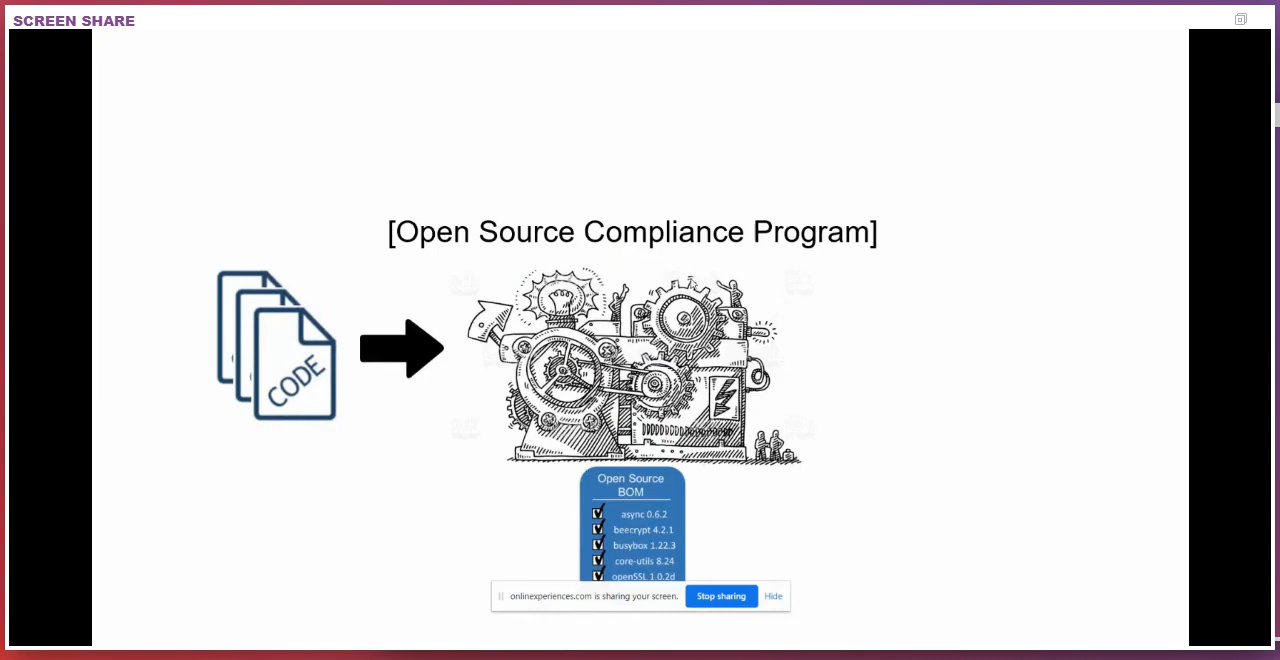 SCREEN SHARE
[Open Source Compliance Program]
CODE
Open Source
BOM
async 0.6.2
beecrypt 4.2.1
busybox 1.22.3
core-utils 8.24
openSSL 1.0.2d
onlinexperiences.com is sharing your screen.
Stop sharing
Hide